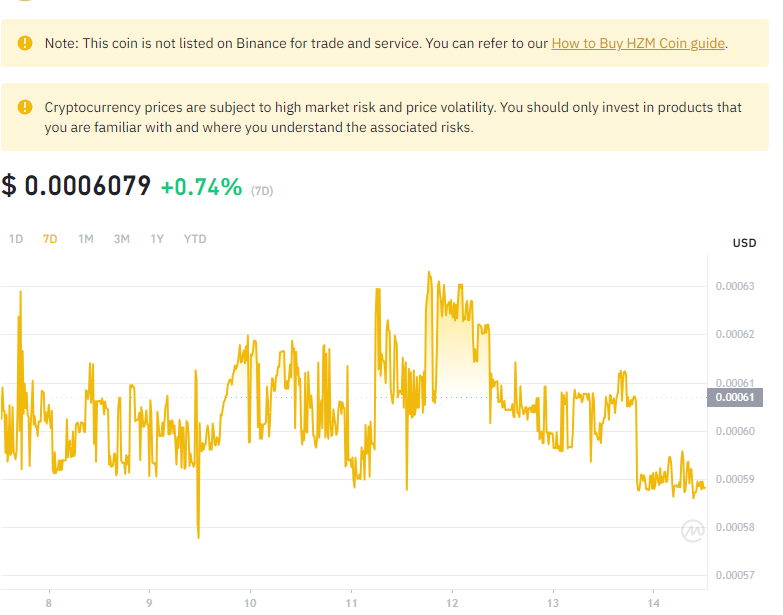 Note: This coin is not listed on Binance for trade and service. You can refer to our How to Buy HZM Coin guide.
Cryptocurrency prices are subject to high market risk and price volatility. You should only invest in products that
you are familiar with and where you understand the associated risks.
$ 0.0006079 +0.74% (7D)
1D 7D 1M 3M 1Y YTD
USD
0.00063
0.00062
0.00061
0.00061
0.00060
0.00059
0.00058
0.00057
8 9 10 11 12 13 14